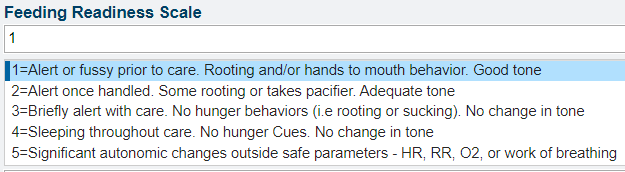 Feeding Readiness Scale
1
1=Alert or fussy prior to care. Rooting and/or hands to mouth behavior. Good tone
2=Alert once handled. Some rooting or takes pacifier. Adequate tone
3=Briefly alert with care. No hunger behaviors (i.e rooting or sucking). No change in tone
4=Sleeping throughout care. No hunger Cues. No change in tone
5=Significant autonomic changes outside safe parameters - HR, RR, O2, or work of breathing